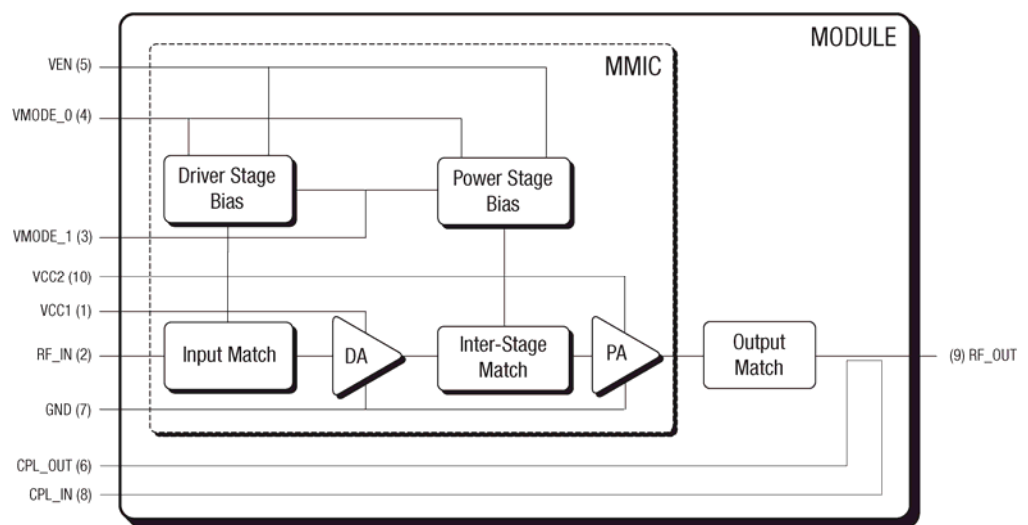 MODULE
MMIC
VEN (5)
VMODE_0 (4)
Driver Stage
Bias
Power Stage
Bias
VMODE_1 (3)
VCC2 (10)
VCC1 (1)
RF_IN (2)
Input Match
DA
Inter-Stage
Match
PA
Output
Match
(9) RF_OUT
GND (7)
CPL_OUT (6)
CPL_IN (8)